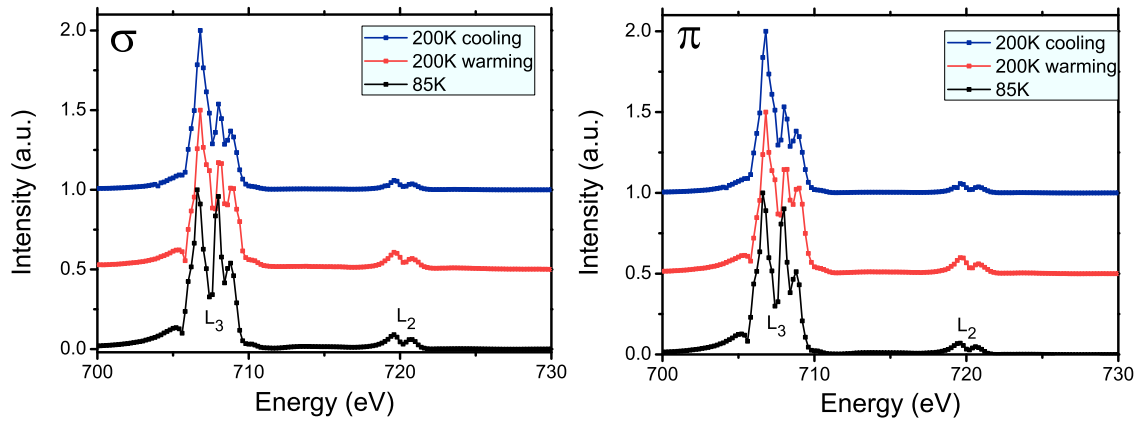 σ
200K cooling
200K warming
85K
2.0
1.5
1.0
0.5
0.0
Intensity (a.u.)
L3
L2
700
710
720
730
Energy (eV)
π
200K cooling
200K warming
85K
2.0
1.5
1.0
0.5
0.0
Intensity (a.u.)
L3
L2
700
710
720
730
Energy (eV)